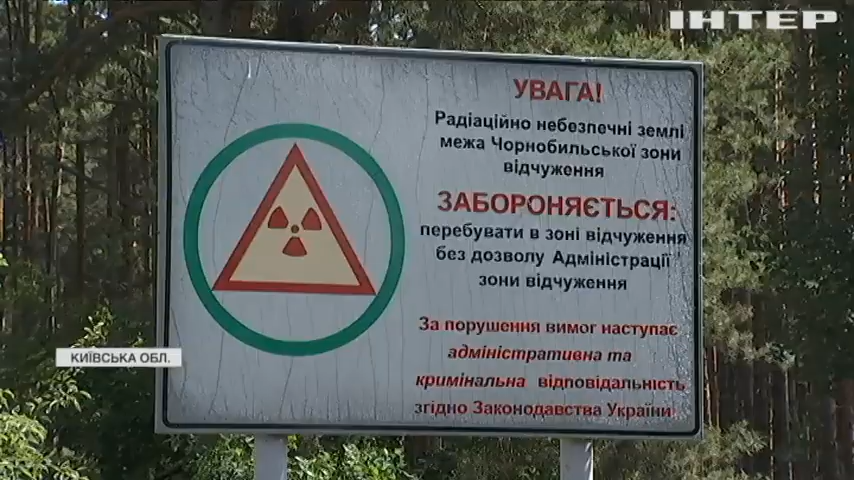 ІНТЕР
УВАГА!
Радіаційно небезпечні землі
межа Чорнобильської зони
відчуження
ЗАБОРОНЯЄТЬСЯ:
перебувати в зоні відчуження
без дозволу Адміністрації
зони відчуження
За порушення вимог наступає
адміністративна та
кримінальна відповідальність
згідно Законодавства України
КИЇВСЬКА ОБЛ.